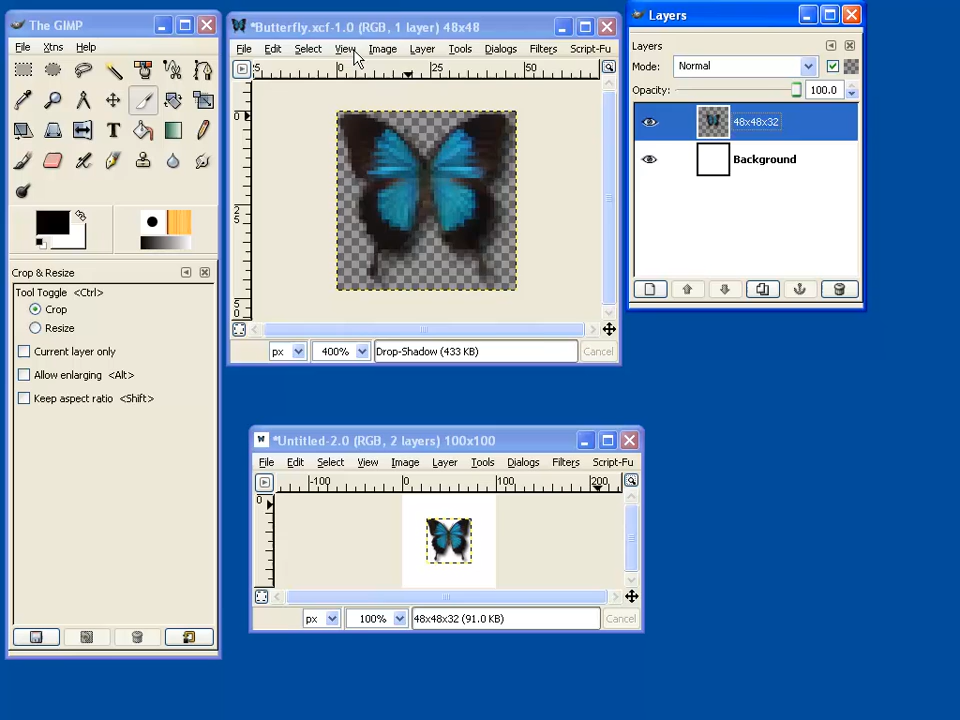 The GIMP
File Xtns Help
Crop & Resize
Tool Toggle <Ctrl>
Crop
Resize
Current layer only
Allow enlarging <Alt>
Keep aspect ratio <Shift>
*Butterfly.xcf-1.0 (RGB, 1 layer) 48x48
File Edit Select View Image Layer Tools Dialogs Filters Script-Fu
0 25 50
0
25
px 400% Drop-Shadow (433 KB) Cancel
*Untitled-2.0 (RGB, 2 layers) 100x100
File Edit Select View Image Layer Tools Dialogs Filters Script-Fu
-100 0 100 200
0
px 100% 48x48x32 (91.0 KB) Cancel
Layers
Layers
Mode: Normal
Opacity: 100.0
48x48x32
Background